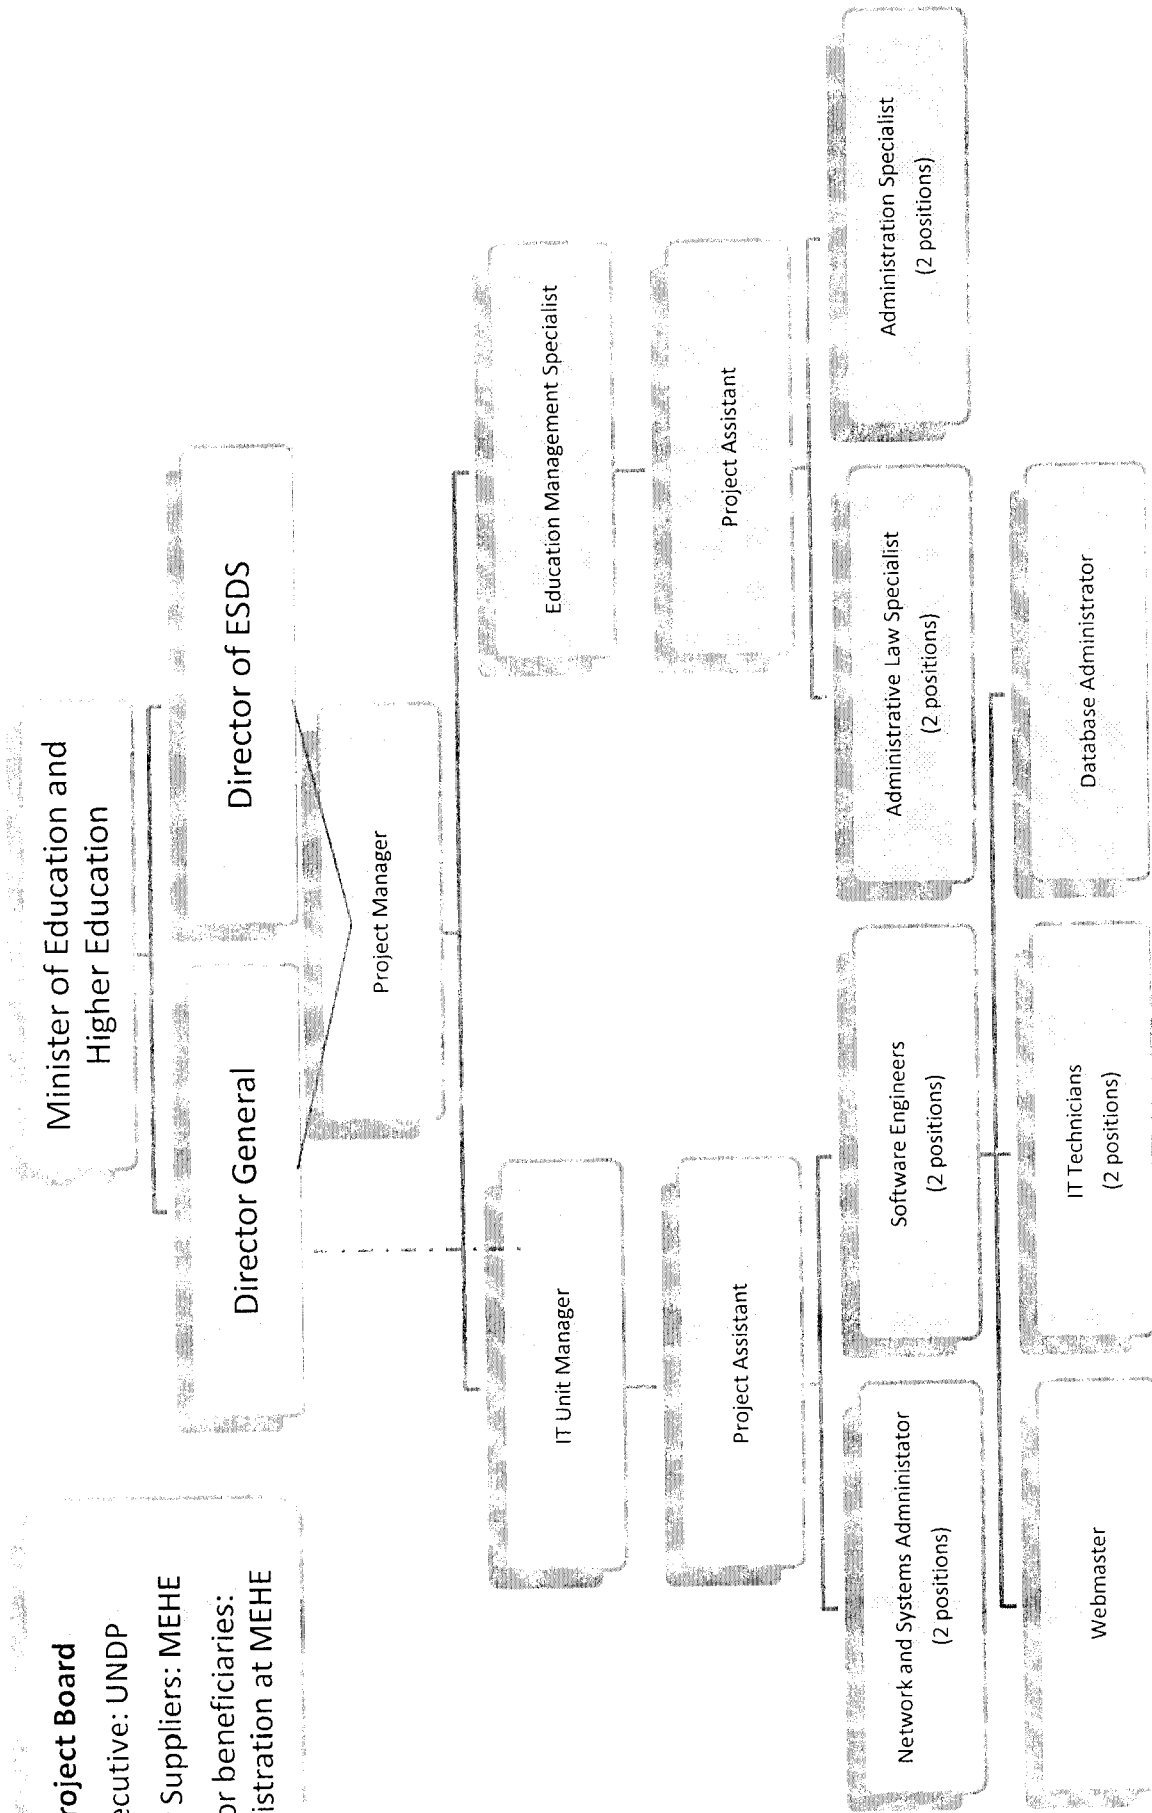 roject Board
ecutive: UNDP
Suppliers: MEHE
or beneficiaries:
istration at MEHE
Minister of Education and
Higher Education
Director General
Director of ESDS
Project Manager
IT Unit Manager
Education Management Specialist
Project Assistant
Project Assistant
Network and Systems Admninistator
(2 positions)
Software Engineers
(2 positions)
Administrative Law Specialist
(2 positions)
Administration Specialist
(2 positions)
Webmaster
IT Technicians
(2 positions)
Database Administrator